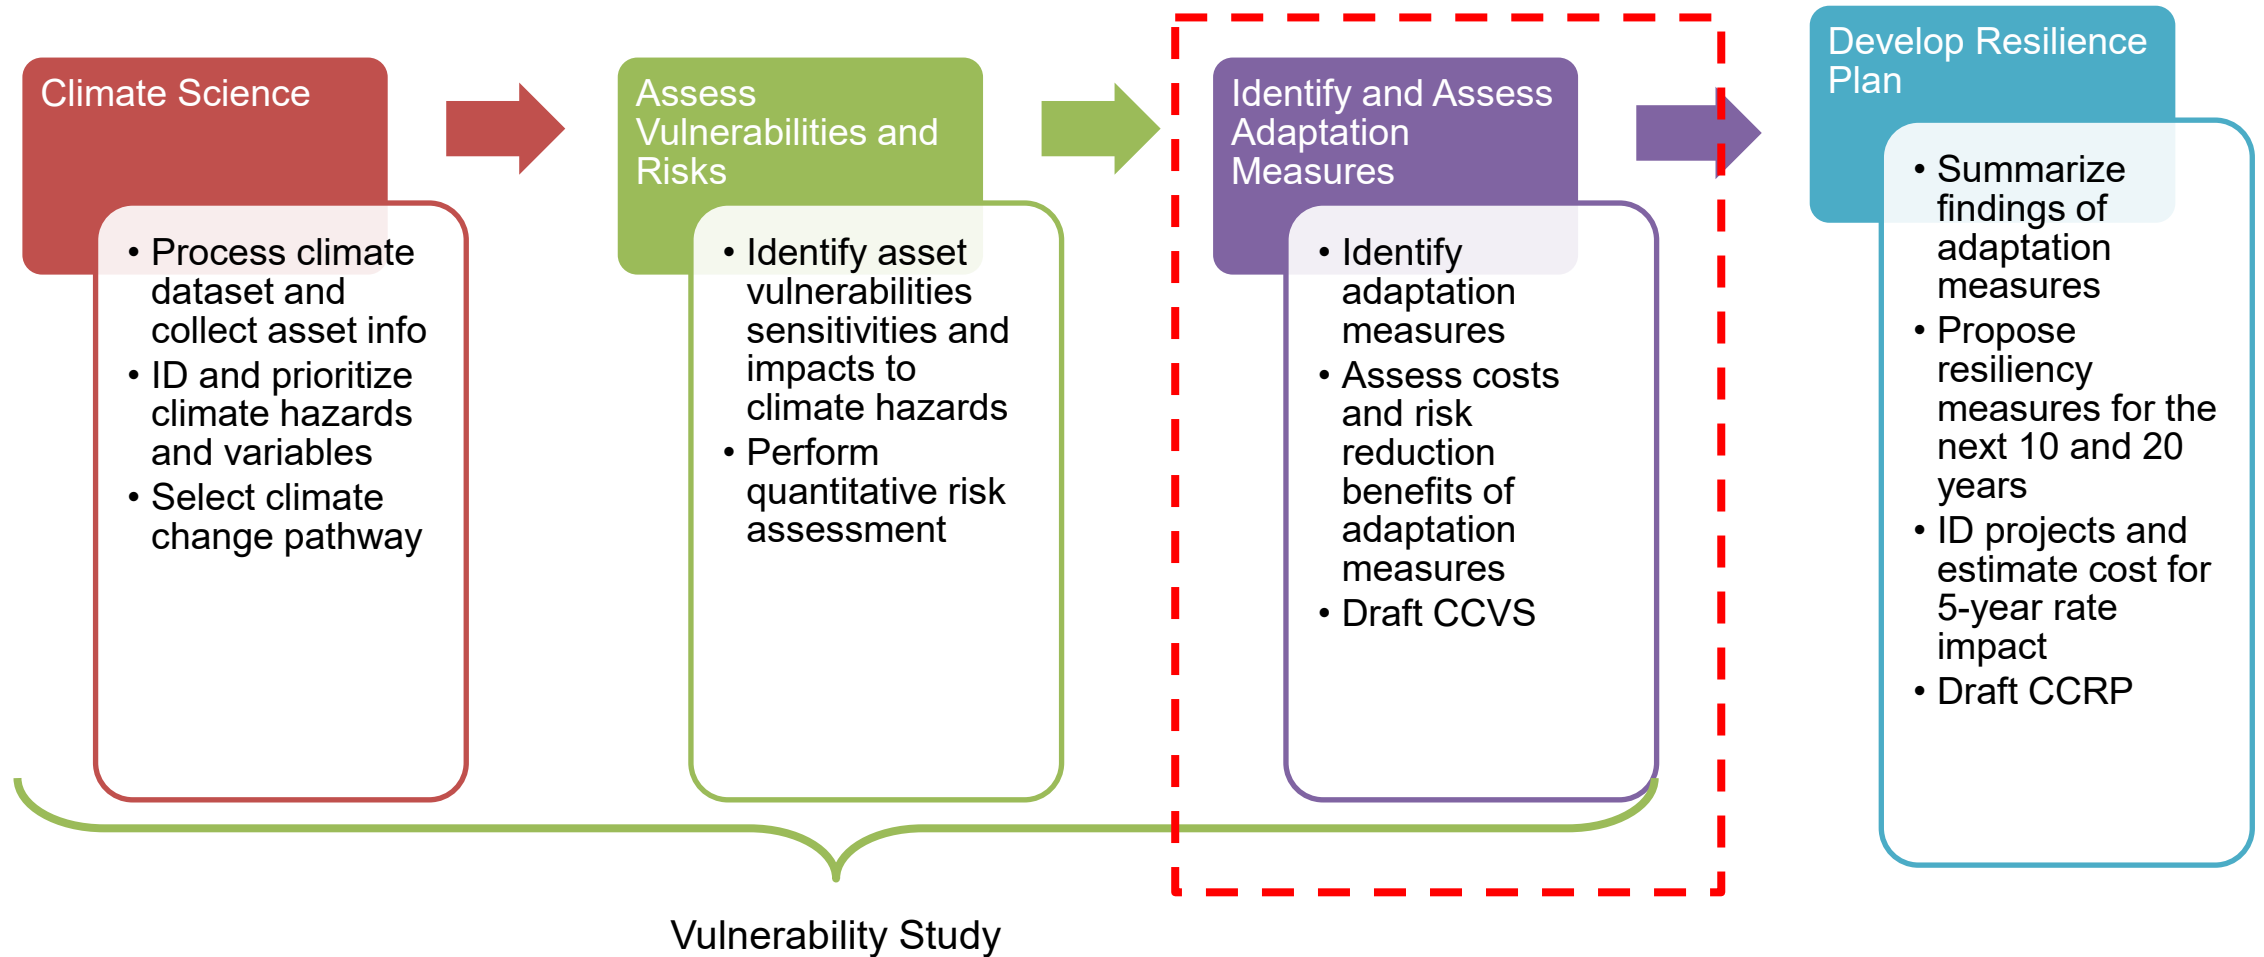 Climate Science
• Process climate
dataset and
collect asset info
• ID and prioritize
climate hazards
and variables
• Select climate
change pathway
Assess
Vulnerabilities and
Risks
• Identify asset
vulnerabilities
sensitivities and
impacts to
climate hazards
• Perform
quantitative risk
assessment
Identify and Assess
Adaptation
Measures
• Identify
adaptation
measures
• Assess costs
and risk
reduction
benefits of
adaptation
measures
• Draft CCVS
Develop Resilience
Plan
• Summarize
findings of
adaptation
measures
• Propose
resiliency
measures for the
next 10 and 20
years
• ID projects and
estimate cost for
5-year rate
impact
• Draft CCRP
Vulnerability Study